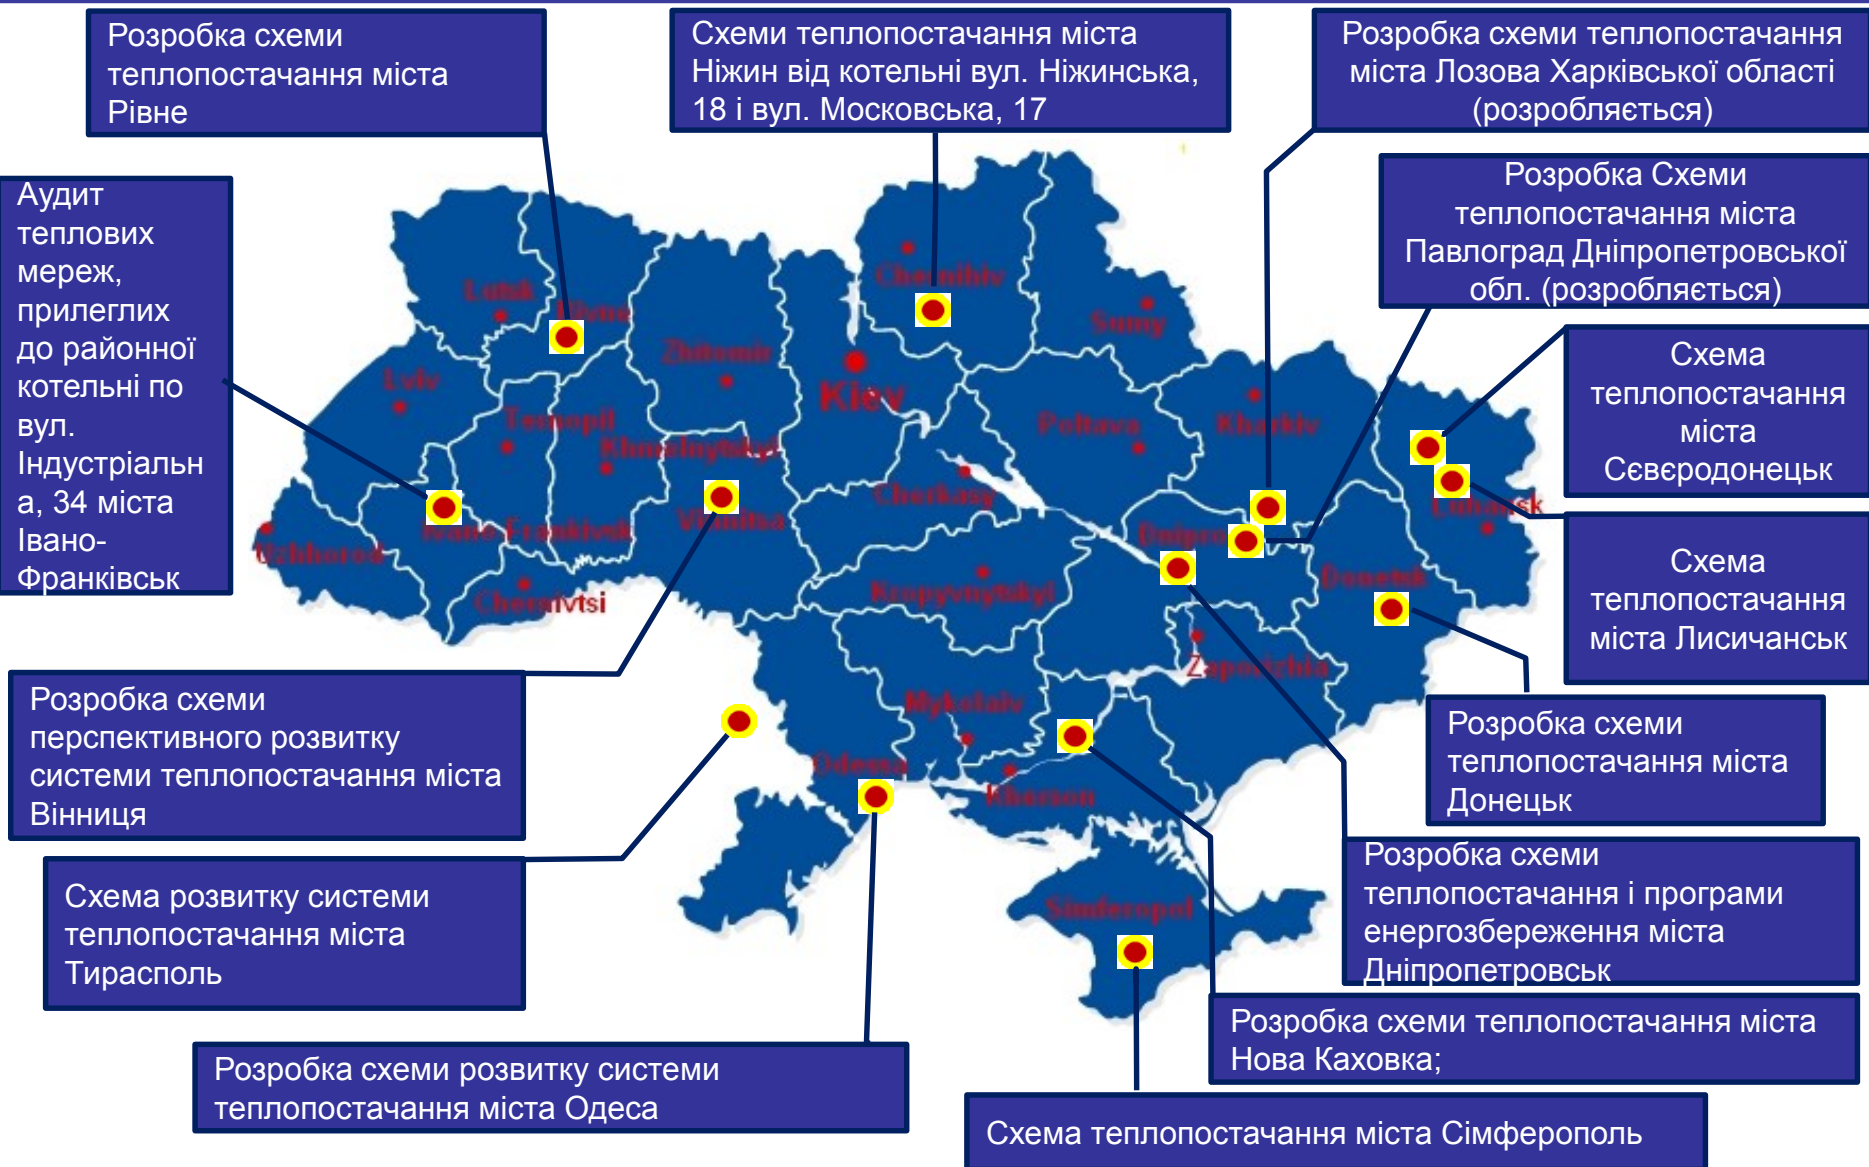 Розробка схеми
теплопостачання міста
Рівне
Схеми теплопостачання міста
Ніжин від котельні вул. Ніжинська,
18 і вул. Московська, 17
Розробка схеми теплопостачання
міста Лозова Харківської області
(розробляється)
Розробка Схеми
теплопостачання міста
Павлоград Дніпропетровської
обл. (розробляється)
Аудит
теплових
мереж,
прилеглих
до районної
котельні по
вул.
Індустріальн
а, 34 міста
Івано-
Франківськ
Схема
теплопостачання
міста
Сєвєродонецьк
Схема
теплопостачання
міста Лисичанськ
Chernihiv
Lutsk
Rivne
Sumy
Zhitomir
Kiev
Lviv
Ternopil
Khmelnytskyi
Poltava
Kharkiv
Cherkasy
Luhansk
Vinnitsa
Ivano-Frankivsk
Dnipro
Uzhhorod
Donetsk
Kropyvnytskyi
Chernivtsi
Zaporizhia
Mykolaiv
Odessa
Kherson
Simferopol
Розробка схеми
перспективного розвитку
системи теплопостачання міста
Вінниця
Розробка схеми
теплопостачання міста
Донецьк
Схема розвитку системи
теплопостачання міста
Тирасполь
Розробка схеми
теплопостачання і програми
енергозбереження міста
Дніпропетровськ
Розробка схеми теплопостачання міста
Нова Каховка;
Розробка схеми розвитку системи
теплопостачання міста Одеса
Схема теплопостачання міста Сімферополь